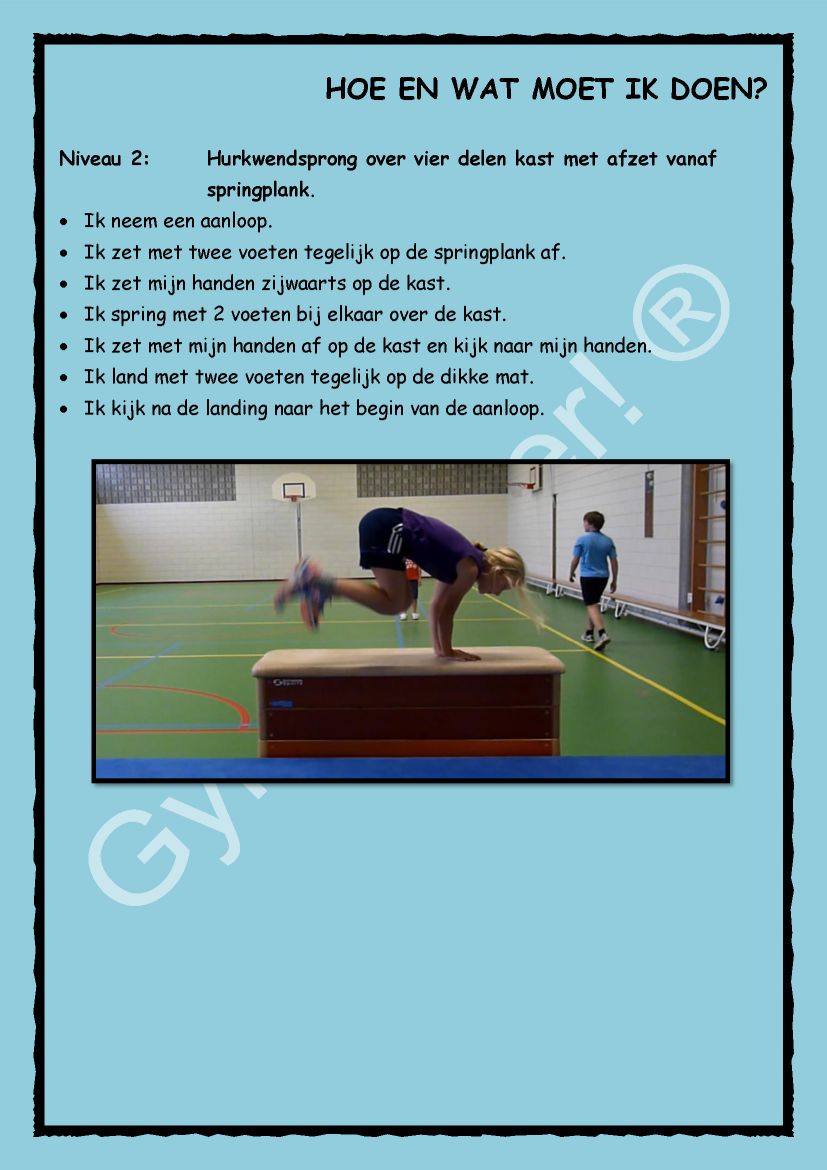 HOE EN WAT MOET IK DOEN?
Niveau 2: Hurkwendsprong over vier delen kast met afzet vanaf
springplank.
• Ik neem een aanloop.
• Ik zet met twee voeten tegelijk op de springplank af.
• Ik zet mijn handen zijwaarts op de kast.
• Ik spring met 2 voeten bij elkaar over de kast.
• Ik zet met mijn handen af op de kast en kijk naar mijn handen.
• Ik land met twee voeten tegelijk op de dikke mat.
• Ik kijk na de landing naar het begin van de aanloop.